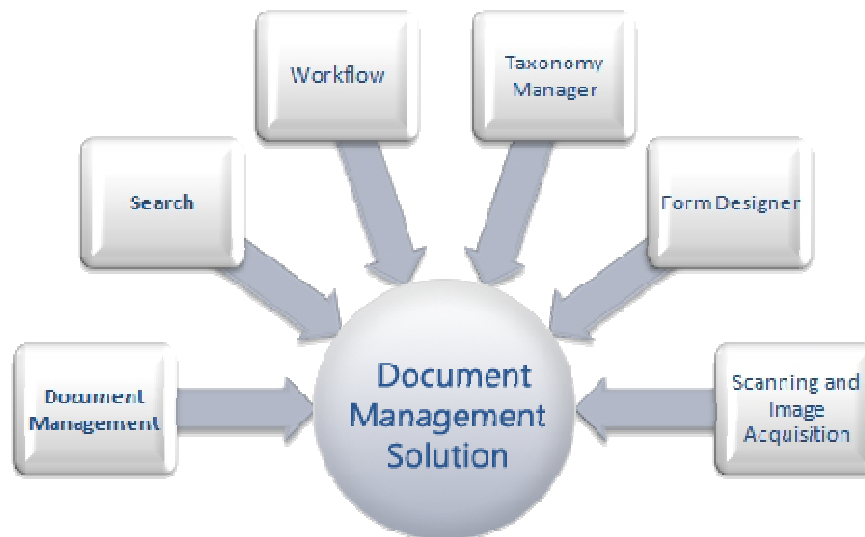 Workflow
Taxonomy
Manager
Search
Form Designer
Document
Management
Document
Management
Solution
Scanning and
Image
Acquisition